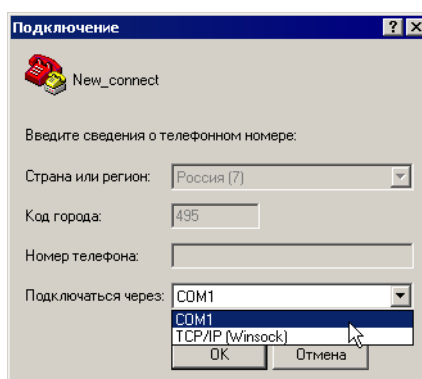 Подключение
New_connect
Введите сведения о телефонном номере:
Страна или регион: Россия (7)
Код города: 495
Номер телефона:
Подключаться через: COM1
COM1
TCP/IP (Winsock)
OK Отмена